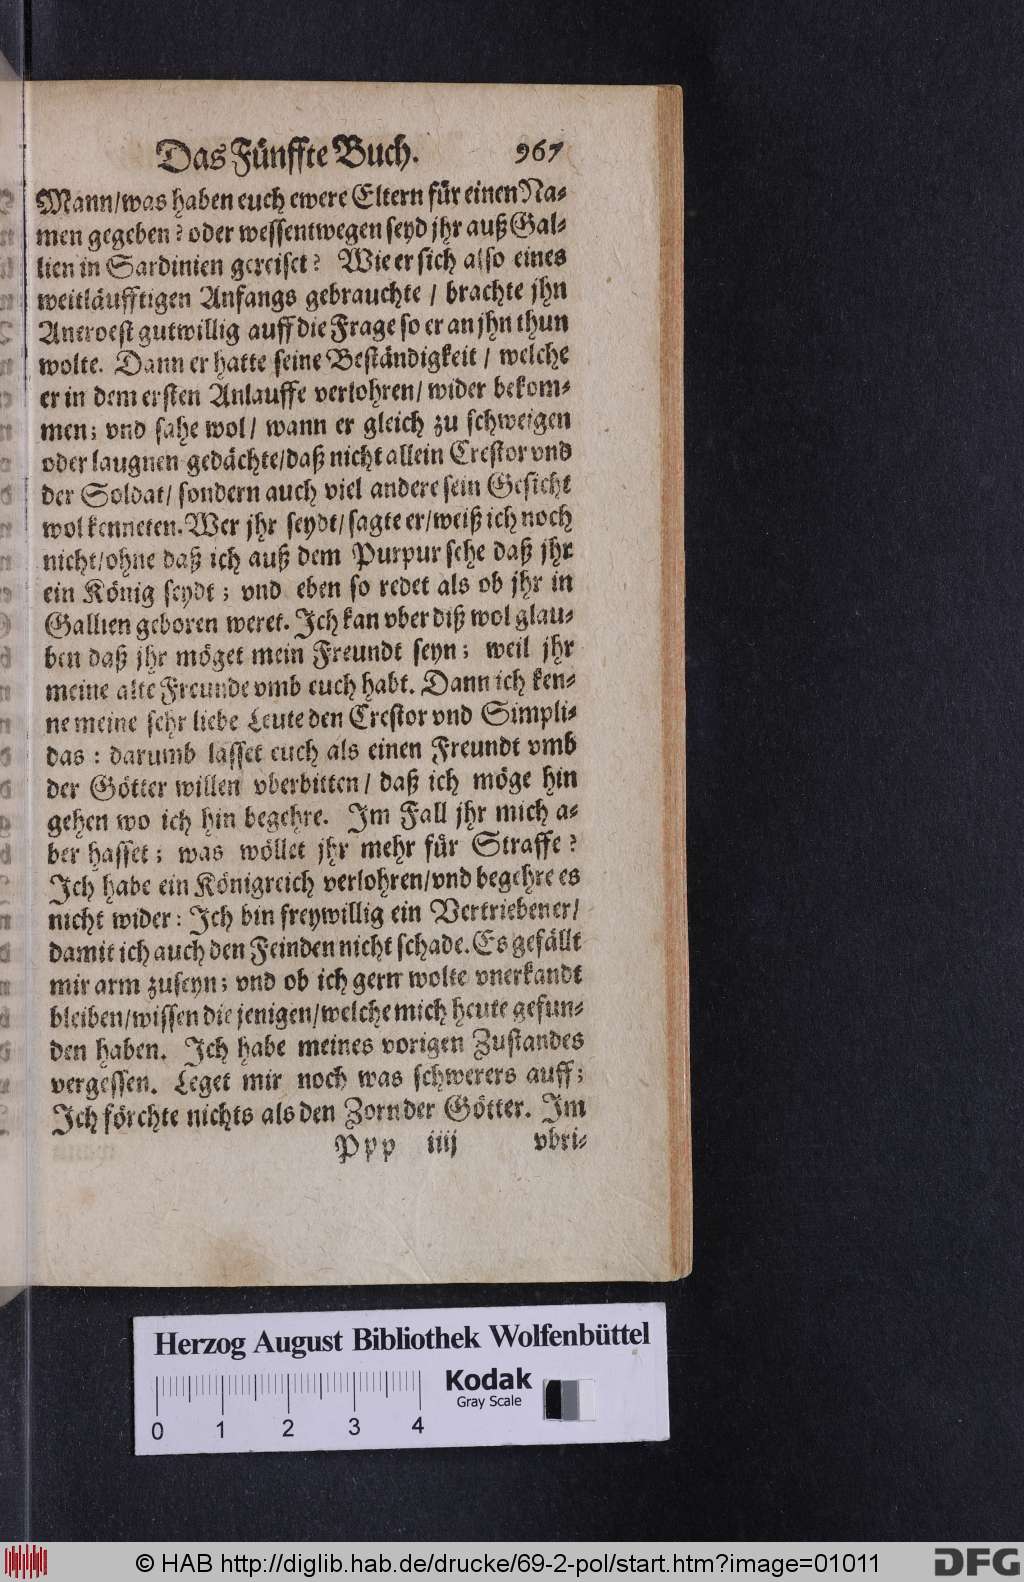 Das Fünffte Buch. 967
Mann/was haben euch ewere Eltern für einen Na-
men gegeben? oder wessentwegen seyd jhr auß Gal-
lien in Sardinien gereiset? Wie er sich also eines
weitläufftigen Anfangs gebrauchte / brachte jhn
Aneroest gutwillig auff die Frage so er an jhn thun
wolte. Dann er hatte seine Beständigkeit / welche
er in dem ersten Anlauffe verlohren/ wider bekom-
men; vnd sahe wol/ wann er gleich zu schweigen
oder laugnen gedächte/daß nicht allein Crestor vnd
der Soldat/ sondern auch viel andere sein Gesicht
wol kenneten. Wer jhr seydt/ sagte er/weiß ich noch
nicht/ohne daß ich auß dem Purpur sehe daß jhr
ein König seydt; vnd eben so redet als ob jhr in
Gallien geboren weret. Ich kan vber diß wol glau-
ben daß jhr möget mein Freundt seyn; weil jhr
meine alte Freunde vmb euch habt. Dann ich ken-
ne meine sehr liebe Leute den Crestor vnd Simpli-
das: darumb lasset euch als einen Freundt vmb
der Götter willen vberbitten/ daß ich möge hin
gehen wo ich hin begehre. Im Fall jhr mich a-
ber hasset; was wöllet jhr mehr für Straffe?
Ich habe ein Königreich verlohren/vnd begehre es
nicht wider: Ich bin freywillig ein Vertriebener/
damit ich auch den Feinden nicht schade. Es gefällt
mir arm zuseyn; vnd ob ich gern wolte vnerkandt
bleiben/wissen die jenigen/welche mich heute gefun-
den haben. Ich habe meines vorigen Zustandes
vergessen. Leget mir noch was schwerers auff;
Ich förchte nichts als den Zorn der Götter. Im
Ppp iiij vbri-
Herzog August Bibliothek Wolfenbüttel
Kodak
Gray Scale
0 1 2 3 4
© HAB http://diglib.hab.de/drucke/69-2-pol/start.htm?image=01011
DFG